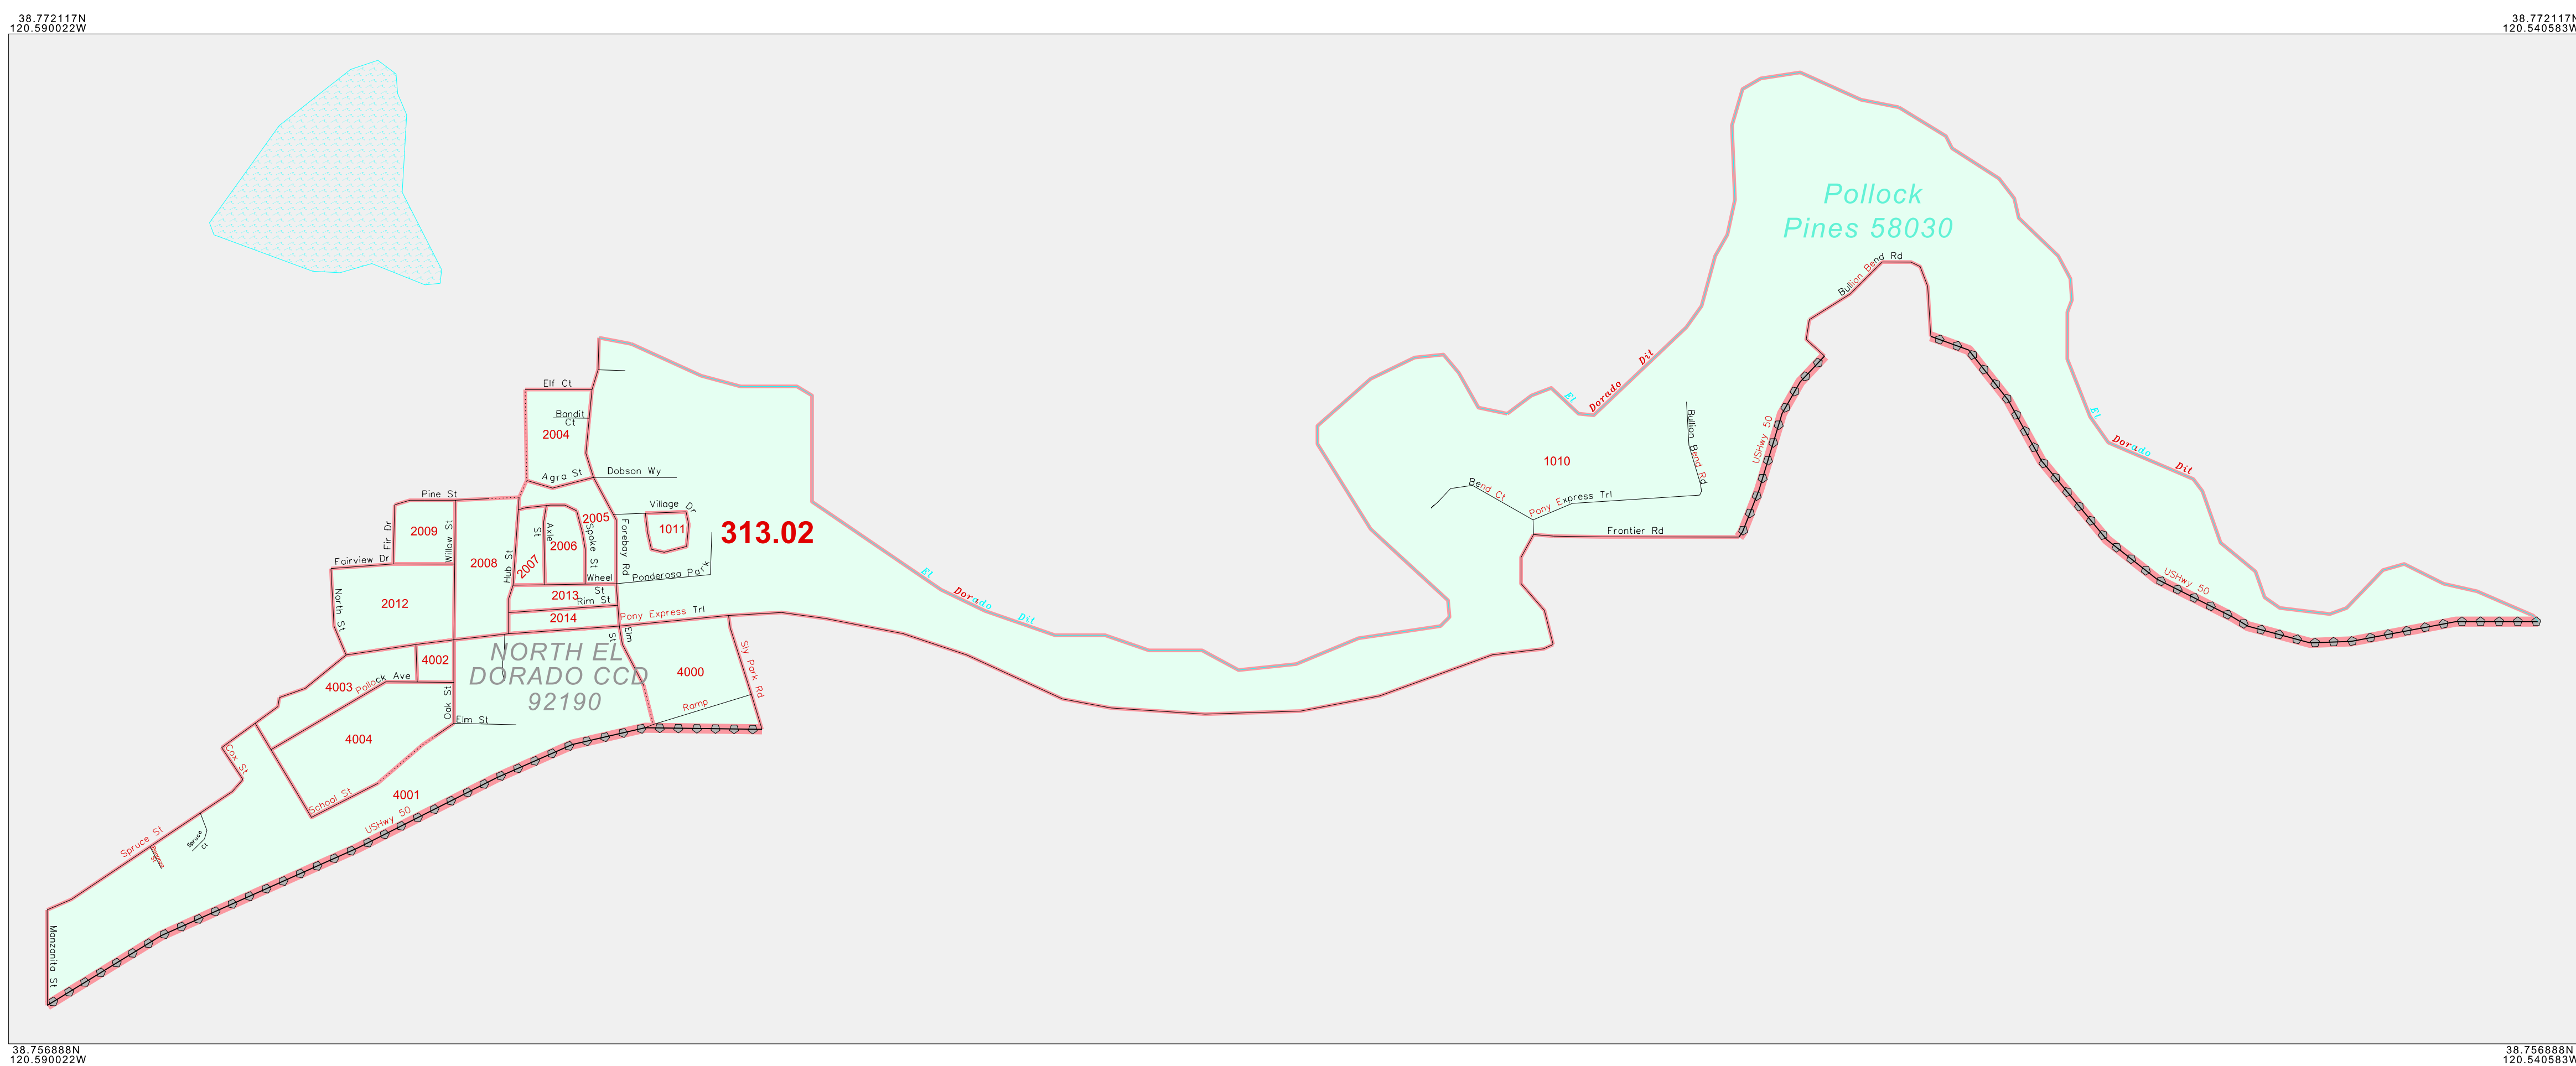 38.772117N
120.590022W
38.772117N
120.540583W
Pollock
Pines 58030
Bullion Bend Rd
El
Dorado
Dit
El
Dorado
Dit
USHwy 50
Bullion Bend Rd
1010
Bend Ct
Pony Express Trl
Frontier Rd
USHwy 50
Elf Ct
Bandit
Ct
2004
Agra St
Dobson Wy
Pine St
Village Dr
2005
1011
313.02
Fir Dr
2009
Willow St
Hub St
St
Axle
2006
Spoke St
Forebay Rd
2008
2007
Fairview Dr
Wheel
St
Ponderosa Park
2013
Rim St
2012
North St
2014
Pony Express Trl
El
Dorado
Dit
Elm
St
NORTH EL
DORADO CCD
92190
4002
4000
Sly Park Rd
4003
Pollock Ave
Oak St
Elm St
Ramp
4004
Cox St
School St
4001
USHwy 50
Spruce St
Spruce
Ct
Manzanita St
38.756888N
120.590022W
38.756888N
120.540583W